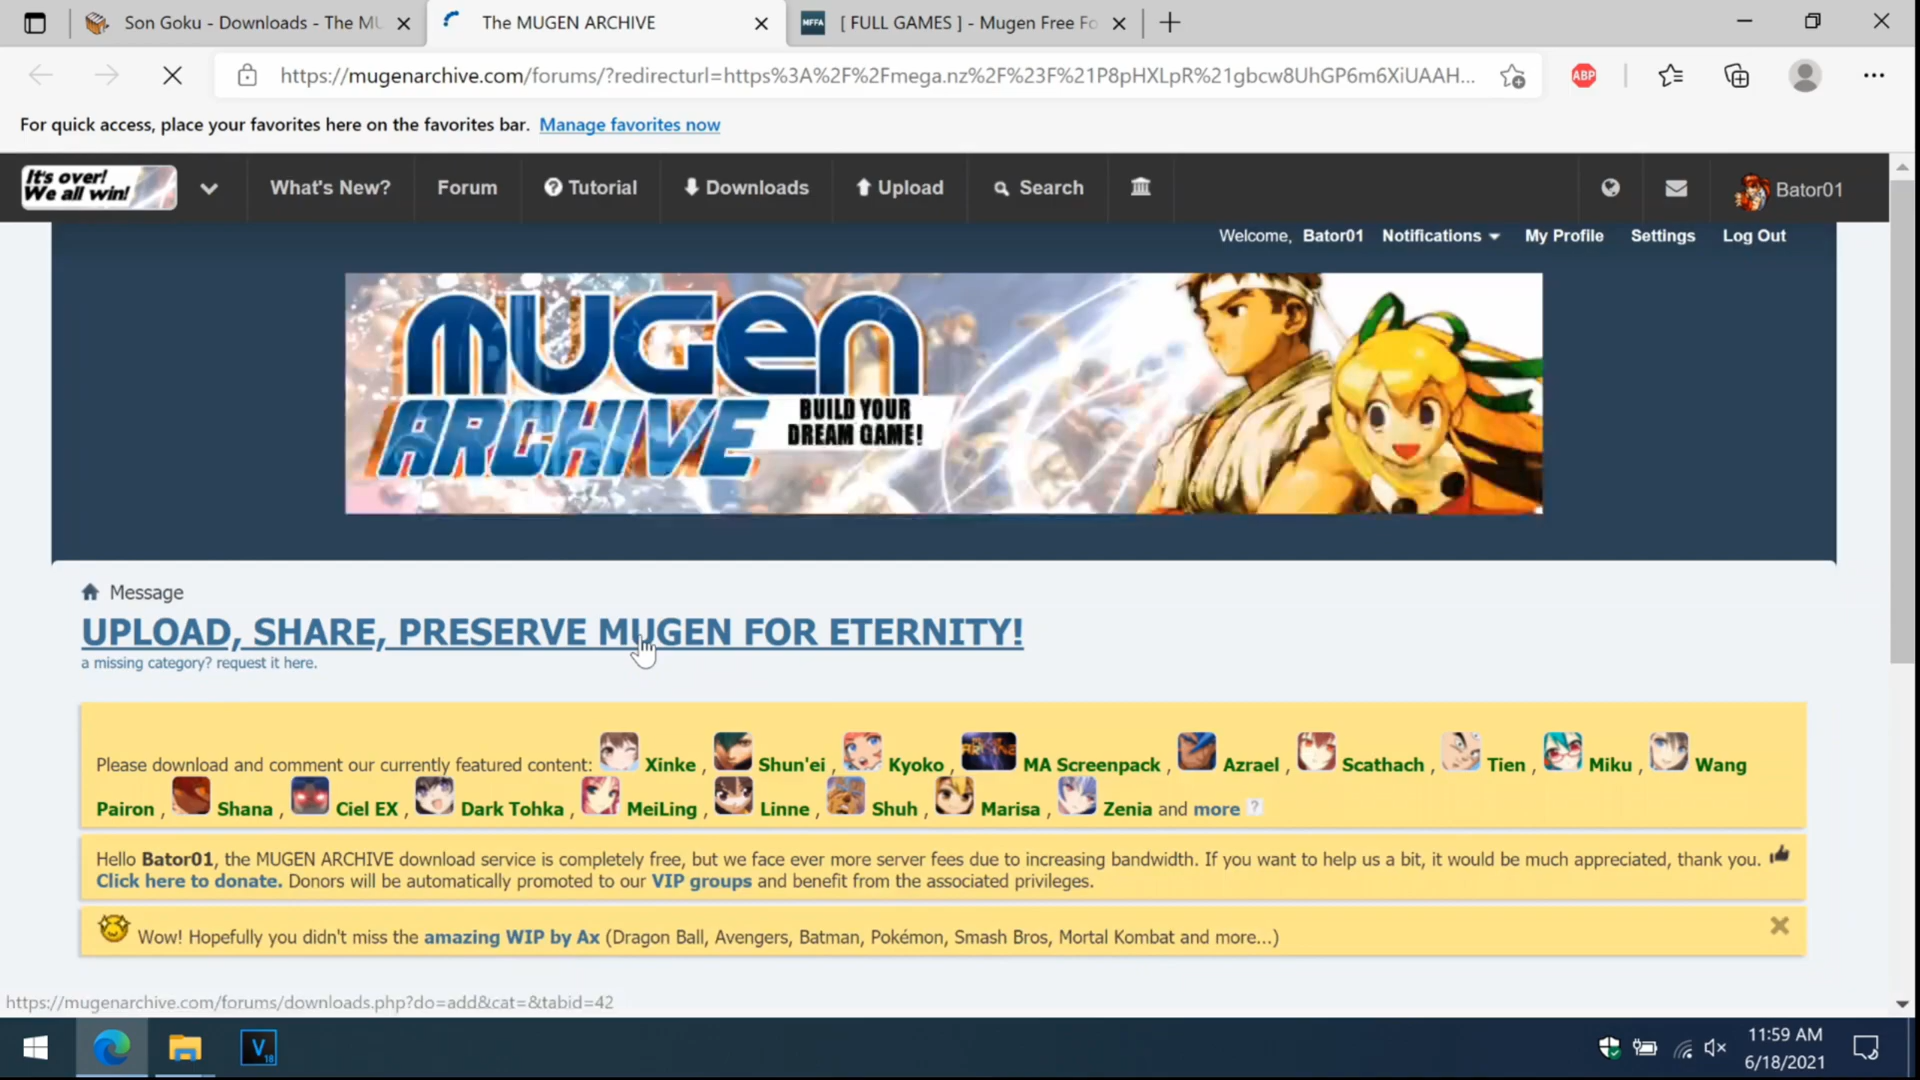 Son Goku - Downloads - The MU
The MUGEN ARCHIVE
MFFA
[ FULL GAMES ] - Mugen Free Fo
https://mugenarchive.com/forums/?redirecturl=https%3A%2F%2Fmega.nz%2F%23F%21P8pHXLpR%21gbcw8UhGP6m6XiUAAH...
ABP
For quick access, place your favorites here on the favorites bar. Manage favorites now
It's over!
We all win!
What's New?
Forum
Tutorial
Downloads
Upload
Search
Bator01
Welcome, Bator01 Notifications My Profile Settings Log Out
MUGEN
ARCHIVE
BUILD YOUR
DREAM GAME!
Message
UPLOAD, SHARE, PRESERVE MUGEN FOR ETERNITY!
a missing category? request it here.
Please download and comment our currently featured content: Xinke , Shun'ei , Kyoko , MA Screenpack , Azrael , Scathach , Tien , Miku , Wang
Pairon , Shana , Ciel EX , Dark Tohka , MeiLing , Linne , Shuh , Marisa , Zenia and more ?
Hello Bator01, the MUGEN ARCHIVE download service is completely free, but we face ever more server fees due to increasing bandwidth. If you want to help us a bit, it would be much appreciated, thank you.
Click here to donate. Donors will be automatically promoted to our VIP groups and benefit from the associated privileges.
Wow! Hopefully you didn't miss the amazing WIP by Ax (Dragon Ball, Avengers, Batman, Pokémon, Smash Bros, Mortal Kombat and more...)
https://mugenarchive.com/forums/downloads.php?do=add&cat=&tabid=42
V
18
11:59 AM
6/18/2021